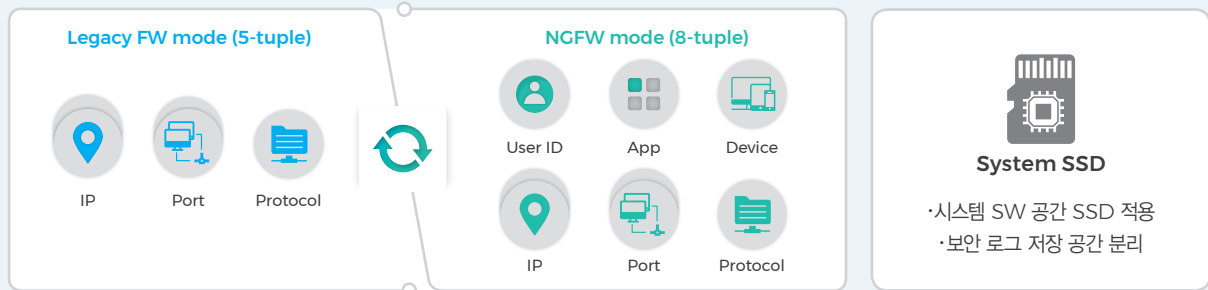 Legacy FW mode (5-tuple)
IP
Port
Protocol
NGFW mode (8-tuple)
User ID
App
Device
IP
Port
Protocol
System SSD
·시스템 SW 공간 SSD 적용
·보안 로그 저장 공간 분리